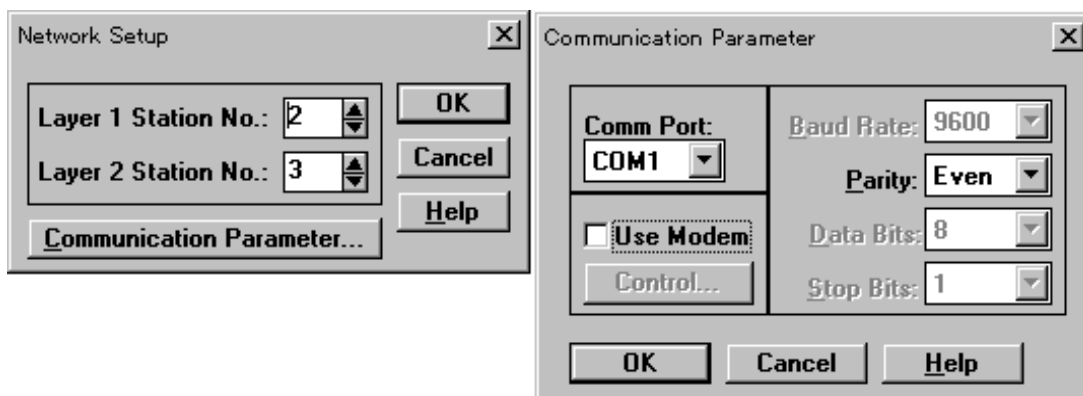 Network Setup
Layer 1 Station No.: 2
Layer 2 Station No.: 3
OK
Cancel
Help
Communication Parameter...
Communication Parameter
Comm Port:
COM1
Use Modem
Control...
Baud Rate: 9600
Parity: Even
Data Bits: 8
Stop Bits: 1
OK
Cancel
Help